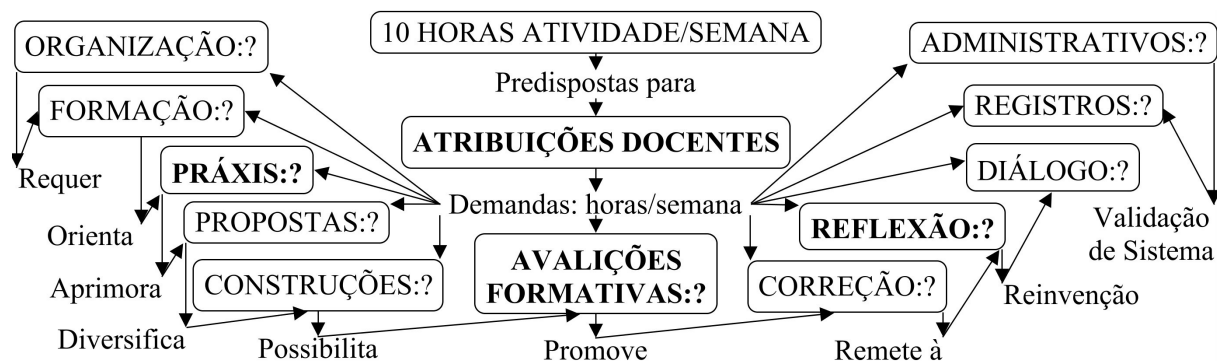 10 HORAS ATIVIDADE/SEMANA
Predispostas para
ATRIBUIÇÕES DOCENTES
Demandas: horas/semana
ORGANIZAÇÃO:?
Requer
FORMAÇÃO:?
Orienta
PRÁXIS:?
Aprimora
PROPOSTAS:?
Diversifica
CONSTRUÇÕES:?
Possibilita
AVALIÇÕES
FORMATIVAS:?
Promove
CORREÇÃO:?
Remete à
REFLEXÃO:?
Reinvenção
DIÁLOGO:?
REGISTROS:?
Validação
de Sistema
ADMINISTRATIVOS:?